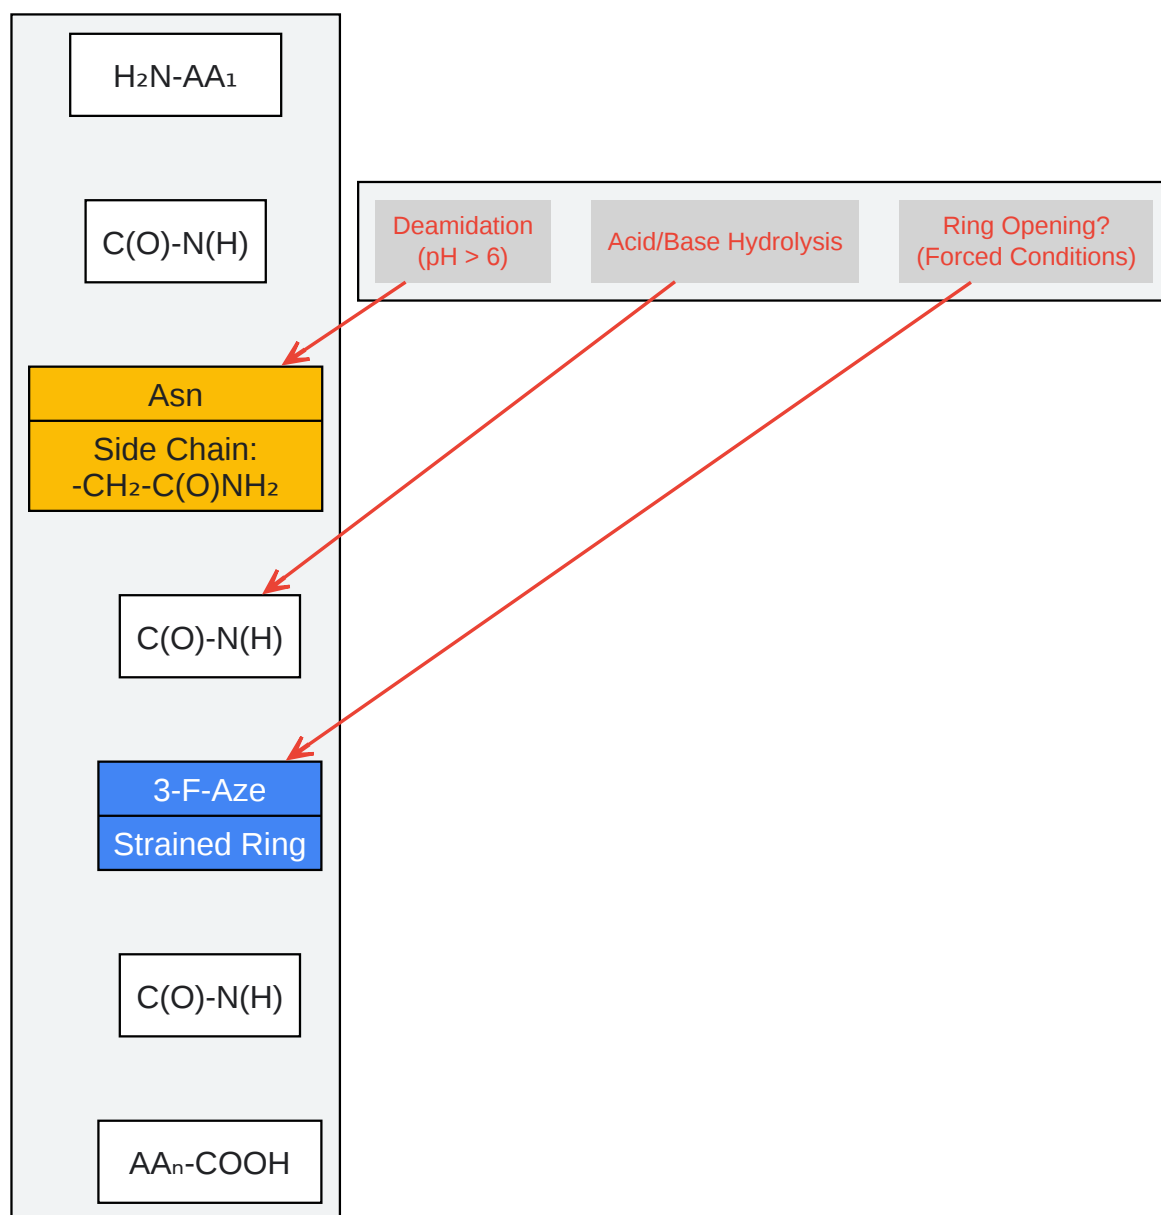 H₂N-AA₁
C(O)-N(H)
Deamidation
(pH > 6)
Acid/Base Hydrolysis
Ring Opening?
(Forced Conditions)
Asn
Side Chain:
-CH₂-C(O)NH₂
C(O)-N(H)
3-F-Aze
Strained Ring
C(O)-N(H)
AAₙ-COOH